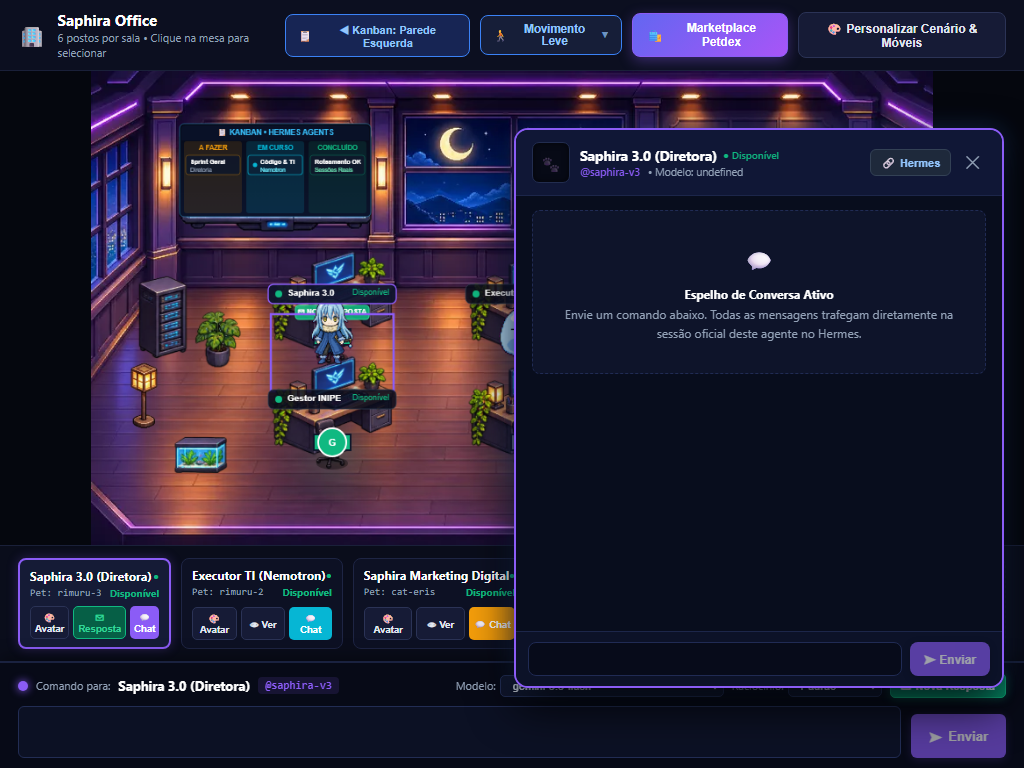 Saphira Office
6 postos por sala • Clique na mesa para
selecionar
◀ Kanban: Parede
Esquerda
Movimento
Leve
▼
Marketplace
Petdex
Personalizar Cenário &
Móveis
KANBAN • HERMES AGENTS
A FAZER
EM CURSO
CONCLUÍDO
Sprint Geral
Diretoria
Código & TI
Nemotron
Roteamento OK
Sessões Reais
Saphira 3.0
Disponível
Execut
Gestor INIPE
Disponível
G
Saphira 3.0 (Diretora)
• Disponível
@saphira-v3
• Modelo: undefined
Hermes
Espelho de Conversa Ativo
Envie um comando abaixo. Todas as mensagens trafegam diretamente na
sessão oficial deste agente no Hermes.
➤ Enviar
Saphira 3.0 (Diretora)
Pet: rimuru-3
Disponível
Avatar
Resposta
Chat
Executor TI (Nemotron)
Pet: rimuru-2
Disponível
Avatar
Ver
Chat
Saphira Marketing Digital
Pet: cat-eris
Disponível
Avatar
Ver
Chat
Comando para:
Saphira 3.0 (Diretora)
@saphira-v3
Modelo:
➤ Enviar